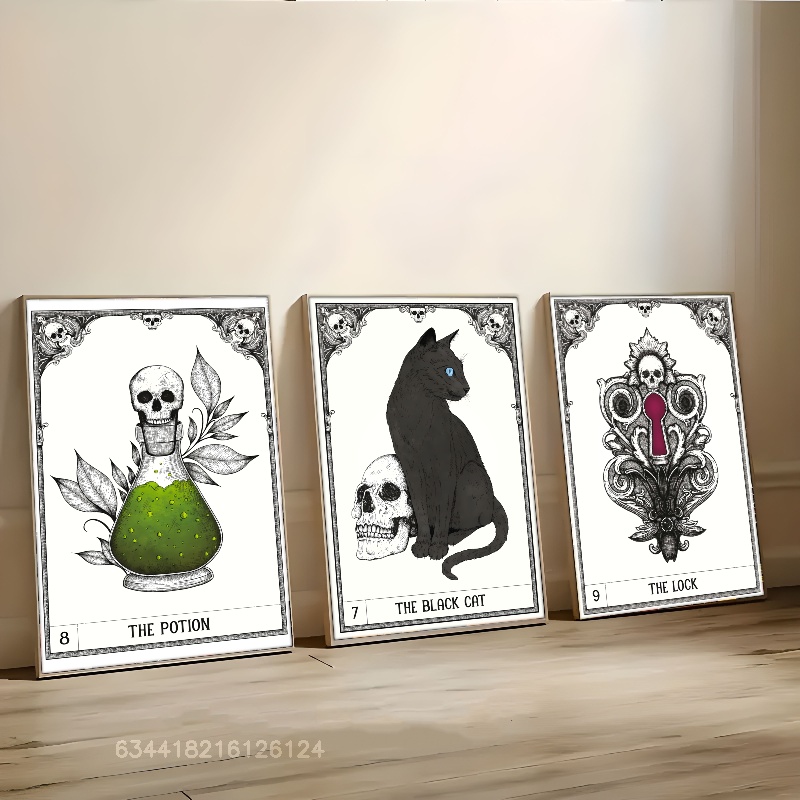 8
THE POTION
7
THE BLACK CAT
9
THE LOCK
634418216126124